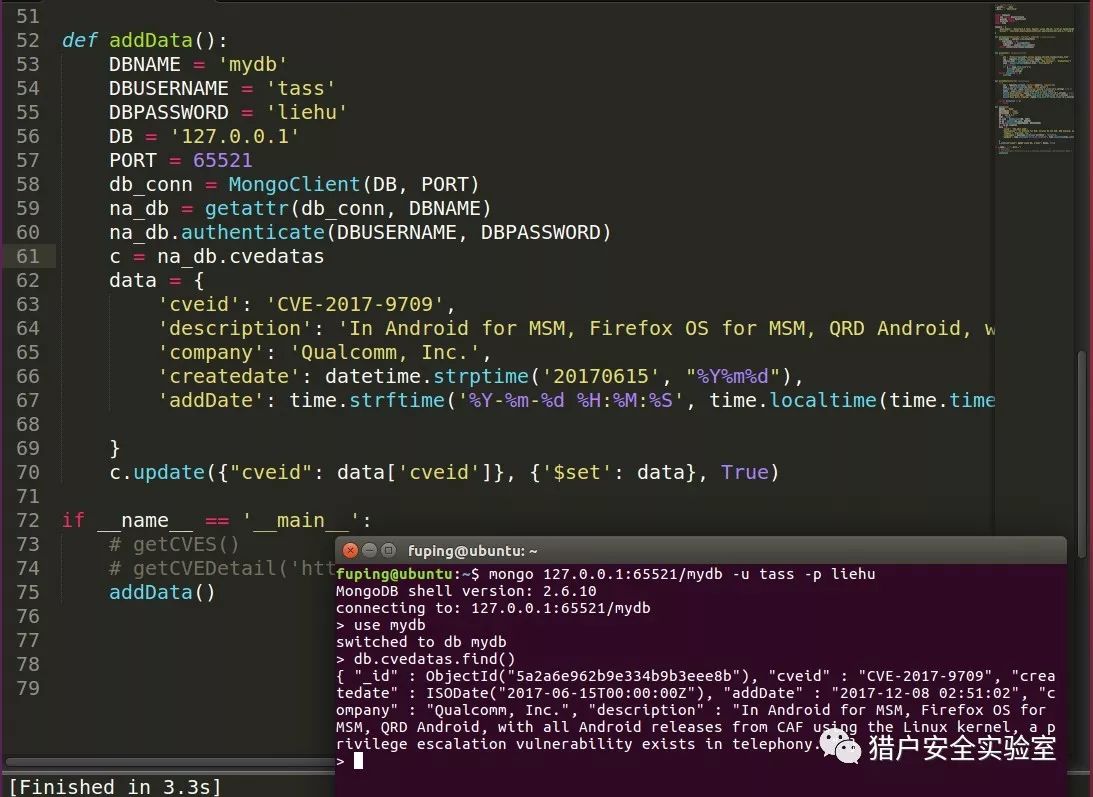 51
52 def addData():
53     DBNAME = 'mydb'
54     DBUSERNAME = 'tass'
55     DBPASSWORD = 'liehu'
56     DB = '127.0.0.1'
57     PORT = 65521
58     db_conn = MongoClient(DB, PORT)
59     na_db = getattr(db_conn, DBNAME)
60     na_db.authenticate(DBUSERNAME, DBPASSWORD)
61     c = na_db.cvedatas
62     data = {
63         'cveid': 'CVE-2017-9709',
64         'description': 'In Android for MSM, Firefox OS for MSM, QRD Android, w
65         'company': 'Qualcomm, Inc.',
66         'createdate': datetime.strptime('20170615', "%Y%m%d"),
67         'addDate': time.strftime('%Y-%m-%d %H:%M:%S', time.localtime(time.time
68
69     }
70     c.update({"cveid": data['cveid']}, {'$set': data}, True)
71
72 if __name__ == '__main__':
73     # getCVES()
74     # getCVEDetail('htt
75     addData()
76
77
78
79
[Finished in 3.3s]
fuping@ubuntu: ~
fuping@ubuntu:~$ mongo 127.0.0.1:65521/mydb -u tass -p liehu
MongoDB shell version: 2.6.10
connecting to: 127.0.0.1:65521/mydb
> use mydb
switched to db mydb
> db.cvedatas.find()
{ "_id" : ObjectId("5a2a6e962b9e334b9b3eee8b"), "cveid" : "CVE-2017-9709", "crea
tedate" : ISODate("2017-06-15T00:00:00Z"), "addDate" : "2017-12-08 02:51:02", "c
ompany" : "Qualcomm, Inc.", "description" : "In Android for MSM, Firefox OS for
MSM, QRD Android, with all Android releases from CAF using the Linux kernel, a p
rivilege escalation vulnerability exists in telephony.
>
猎户安全实验室